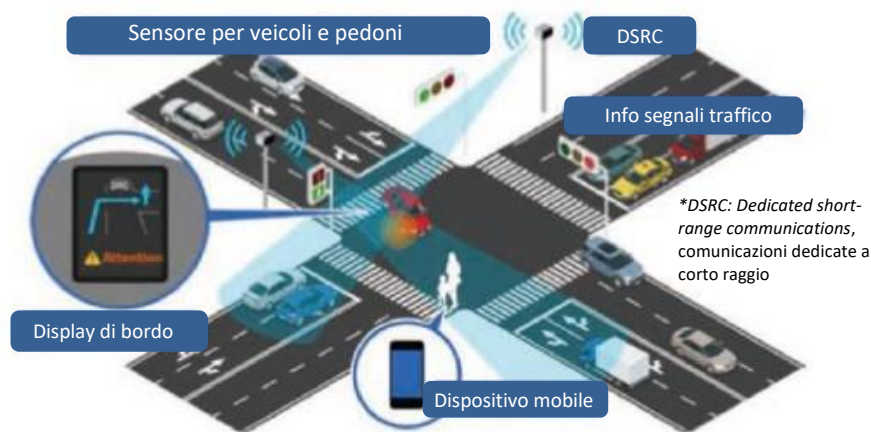 Sensore per veicoli e pedoni
DSRC
Info segnali traffico
*DSRC: Dedicated short-
range communications,
comunicazioni dedicate a
corto raggio
Attention
Display di bordo
Dispositivo mobile